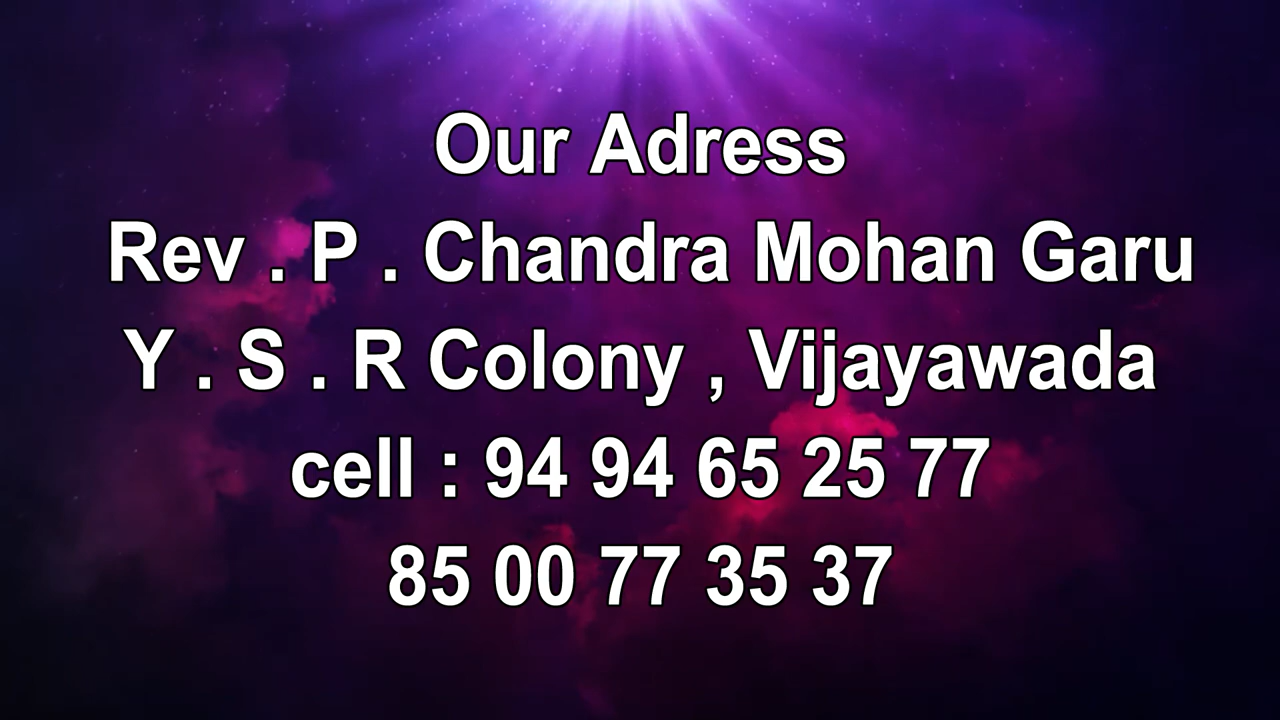 Our Adress
Rev . P . Chandra Mohan Garu
Y . S . R Colony , Vijayawada
cell : 94 94 65 25 77
85 00 77 35 37